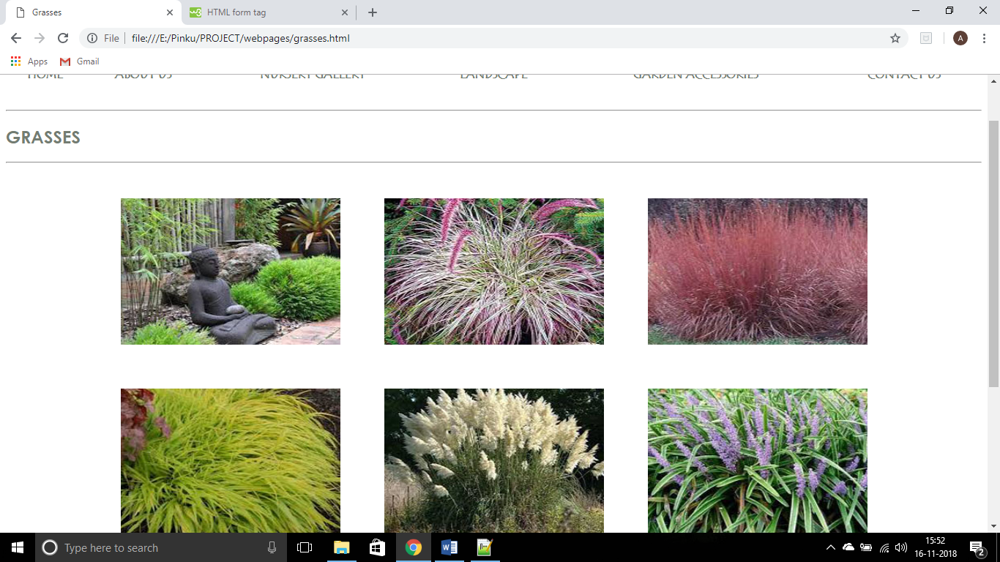 Grasses
HTML form tag
File
file:///E:/Pinku/PROJECT/webpages/grasses.html
A
Apps
Gmail
HOME ABOUT US NURSERY GALLERY LANDSCAPE GARDEN ACCESSORIES CONTACT US
GRASSES
Type here to search
15:52
16-11-2018
2